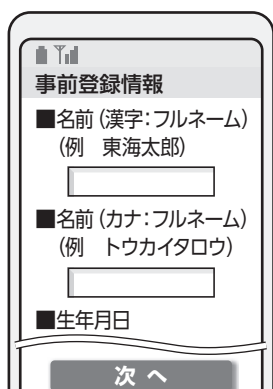 事前登録情報
■名前(漢字:フルネーム)
(例　東海太郎)
■名前(カナ:フルネーム)
(例　トウカイタロウ)
■生年月日
次 へ